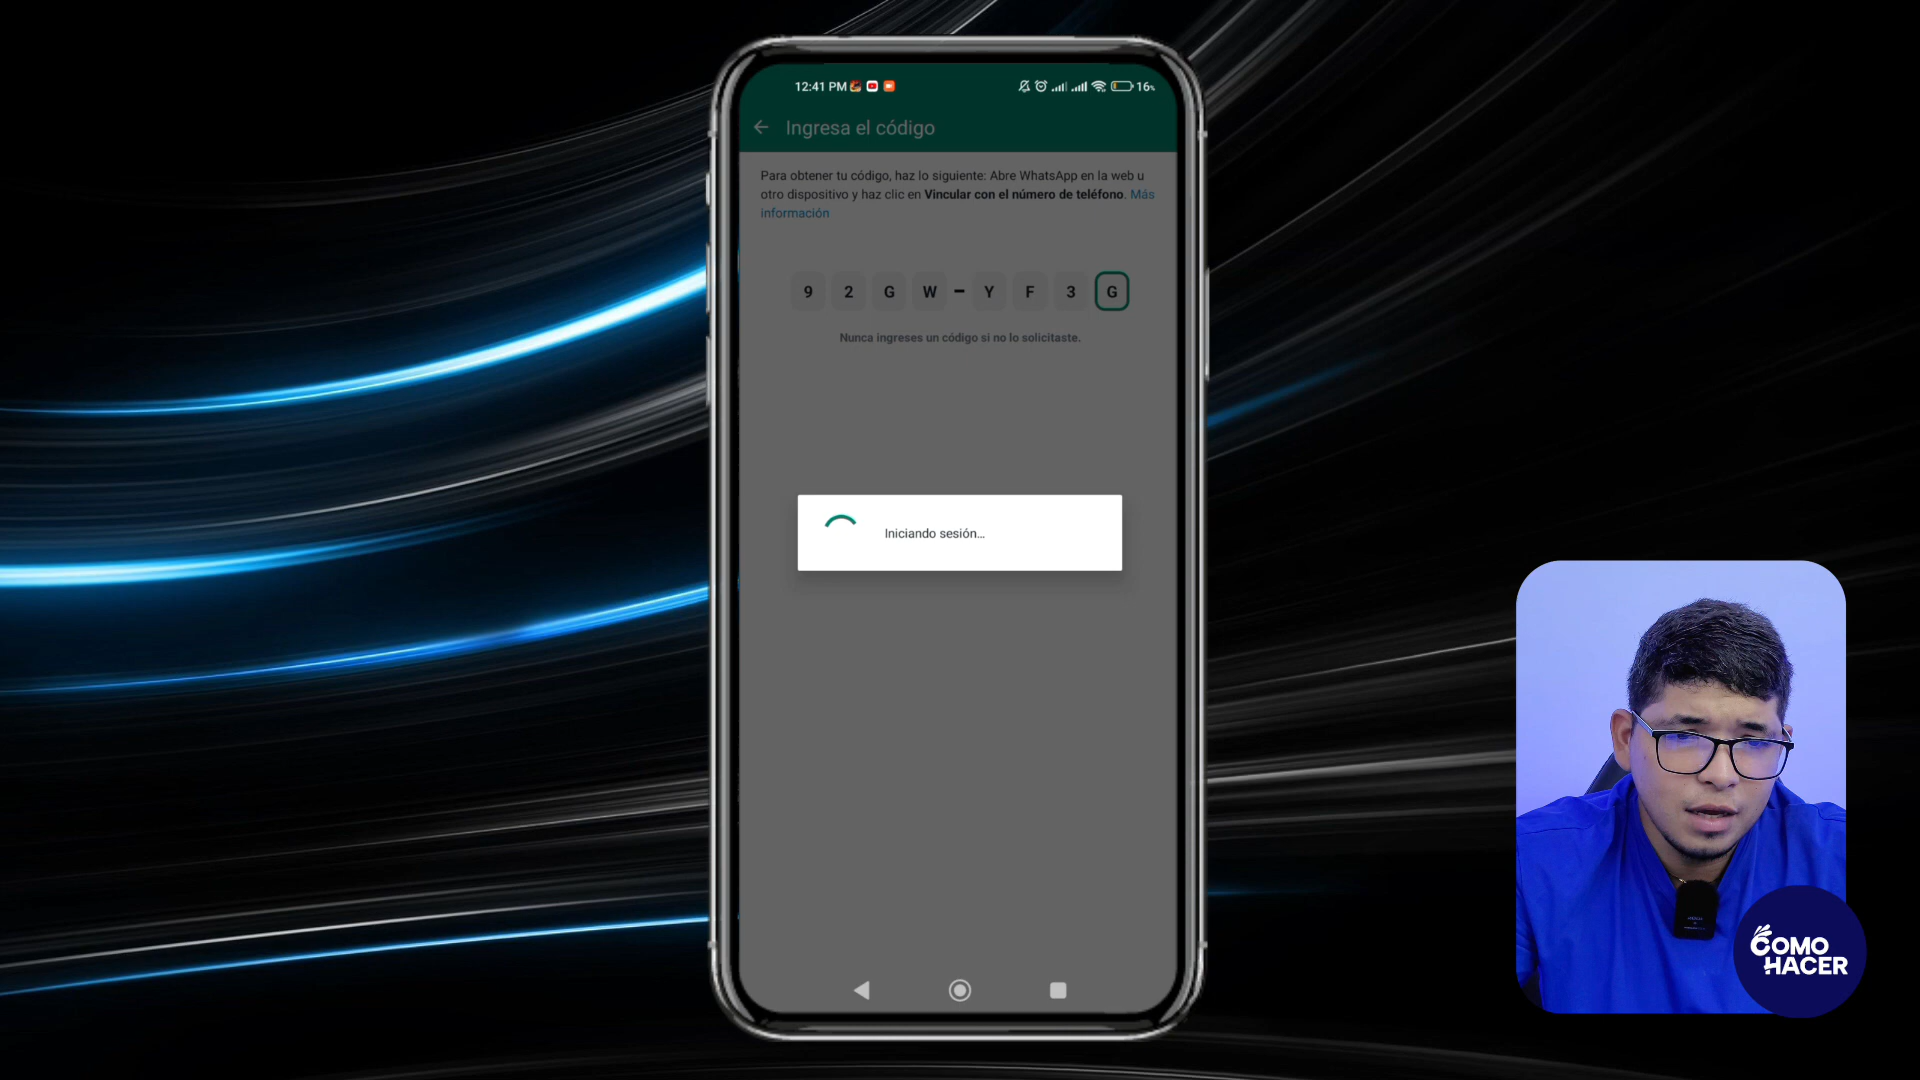 12:41 PM
16%
Ingresa el código
Para obtener tu código, haz lo siguiente: Abre WhatsApp en la web u
otro dispositivo y haz clic en Vincular con el número de teléfono. Más
información
9 2 G W - Y F 3 G
Nunca ingreses un código si no lo solicitaste.
Iniciando sesión...
COMO
HACER